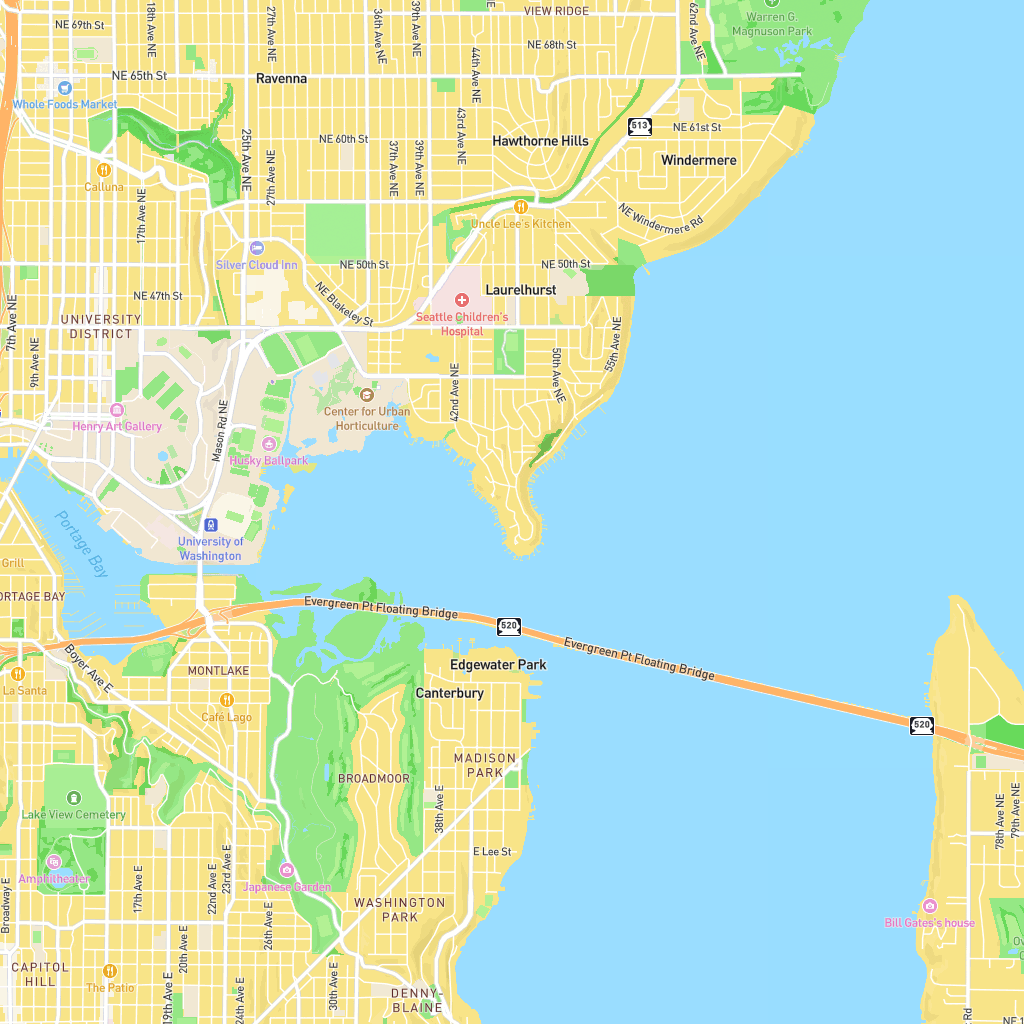 VIEW RIDGE
Warren G.
Magnuson Park
NE 69th St
18th Ave NE
27th Ave NE
36th Ave NE
39th Ave NE
62nd Ave NE
NE 68th St
44th Ave NE
NE 65th St
Ravenna
Whole Foods Market
43rd Ave NE
513
NE 61st St
NE 60th St
Hawthorne Hills
Windermere
25th Ave NE
27th Ave NE
37th Ave NE
39th Ave NE
Calluna
17th Ave NE
NE Windermere Rd
Uncle Lee's Kitchen
Silver Cloud Inn
NE 50th St
NE 50th St
NE 47th St
NE Blakeley St
Laurelhurst
Seattle Children's
Hospital
UNIVERSITY
DISTRICT
7th Ave NE
9th Ave NE
55th Ave NE
50th Ave NE
42nd Ave NE
Center for Urban
Horticulture
Henry Art Gallery
Mason Rd NE
Husky Ballpark
Portage Bay
University of
Washington
Grill
ORTAGE BAY
Evergreen Pt Floating Bridge
520
Evergreen Pt Floating Bridge
Boyer Ave E
MONTLAKE
Edgewater Park
Canterbury
La Santa
Café Lago
520
MADISON
PARK
BROADMOOR
Lake View Cemetery
38th Ave E
78th Ave NE
79th Ave NE
E Lee St
Amphitheater
Japanese Garden
Broadway E
17th Ave E
22nd Ave E
23rd Ave E
WASHINGTON
PARK
Bill Gates's house
26th Ave E
20th Ave E
CAPITOL
HILL
The Patio
19th Ave E
24th Ave E
30th Ave E
DENNY-
BLAINE